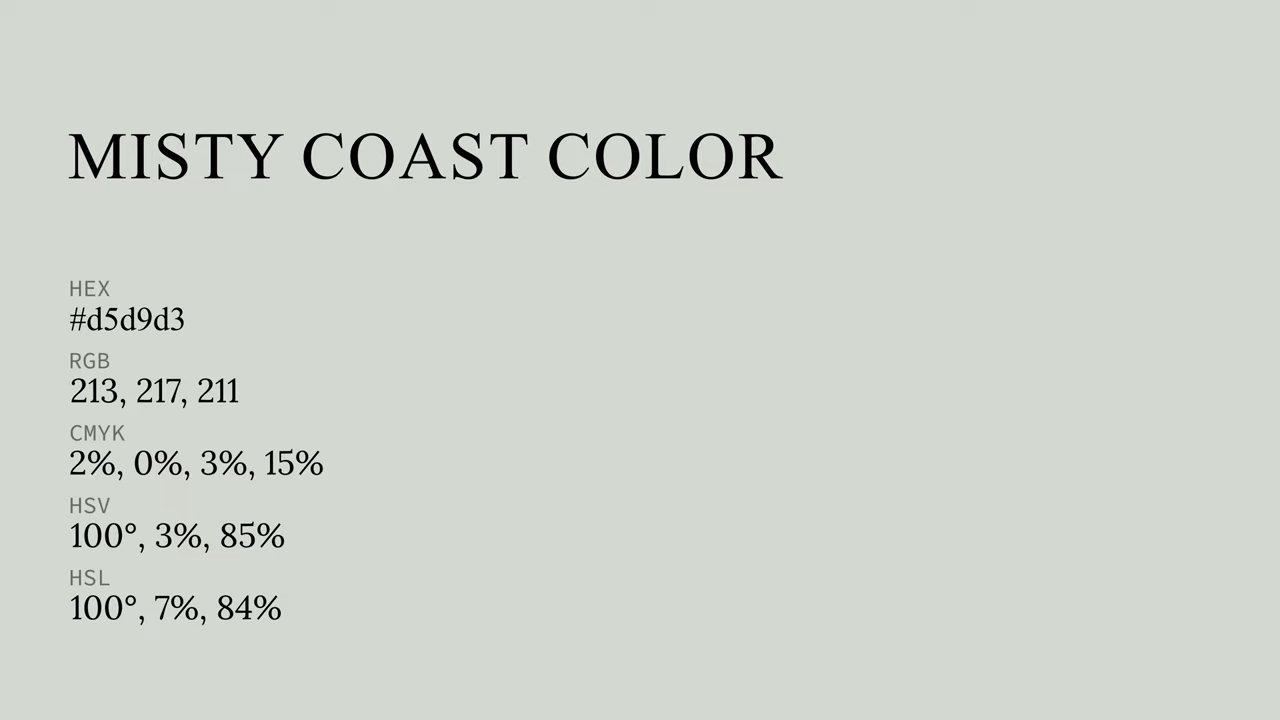 MISTY COAST COLOR
HEX
#d5d9d3
RGB
213, 217, 211
CMYK
2%, 0%, 3%, 15%
HSV
100°, 3%, 85%
HSL
100°, 7%, 84%